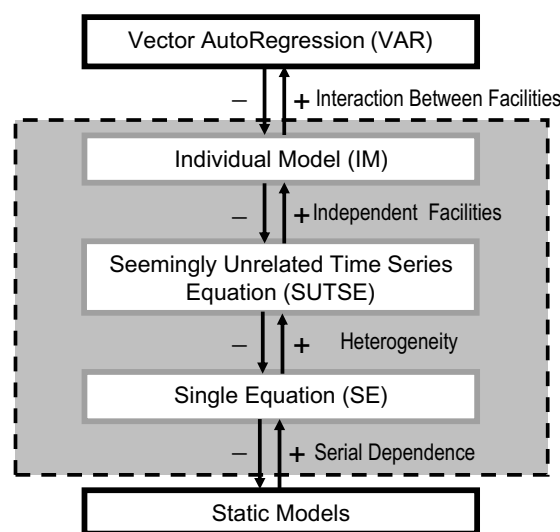 Vector AutoRegression (VAR)
− + Interaction Between Facilities
Individual Model (IM)
− + Independent Facilities
Seemingly Unrelated Time Series
Equation (SUTSE)
− + Heterogeneity
Single Equation (SE)
− + Serial Dependence
Static Models